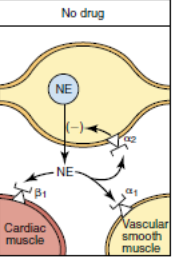 No drug
NE
(−)
α2
NE
β1
α1
Cardiac
muscle
Vascular
smooth
muscle